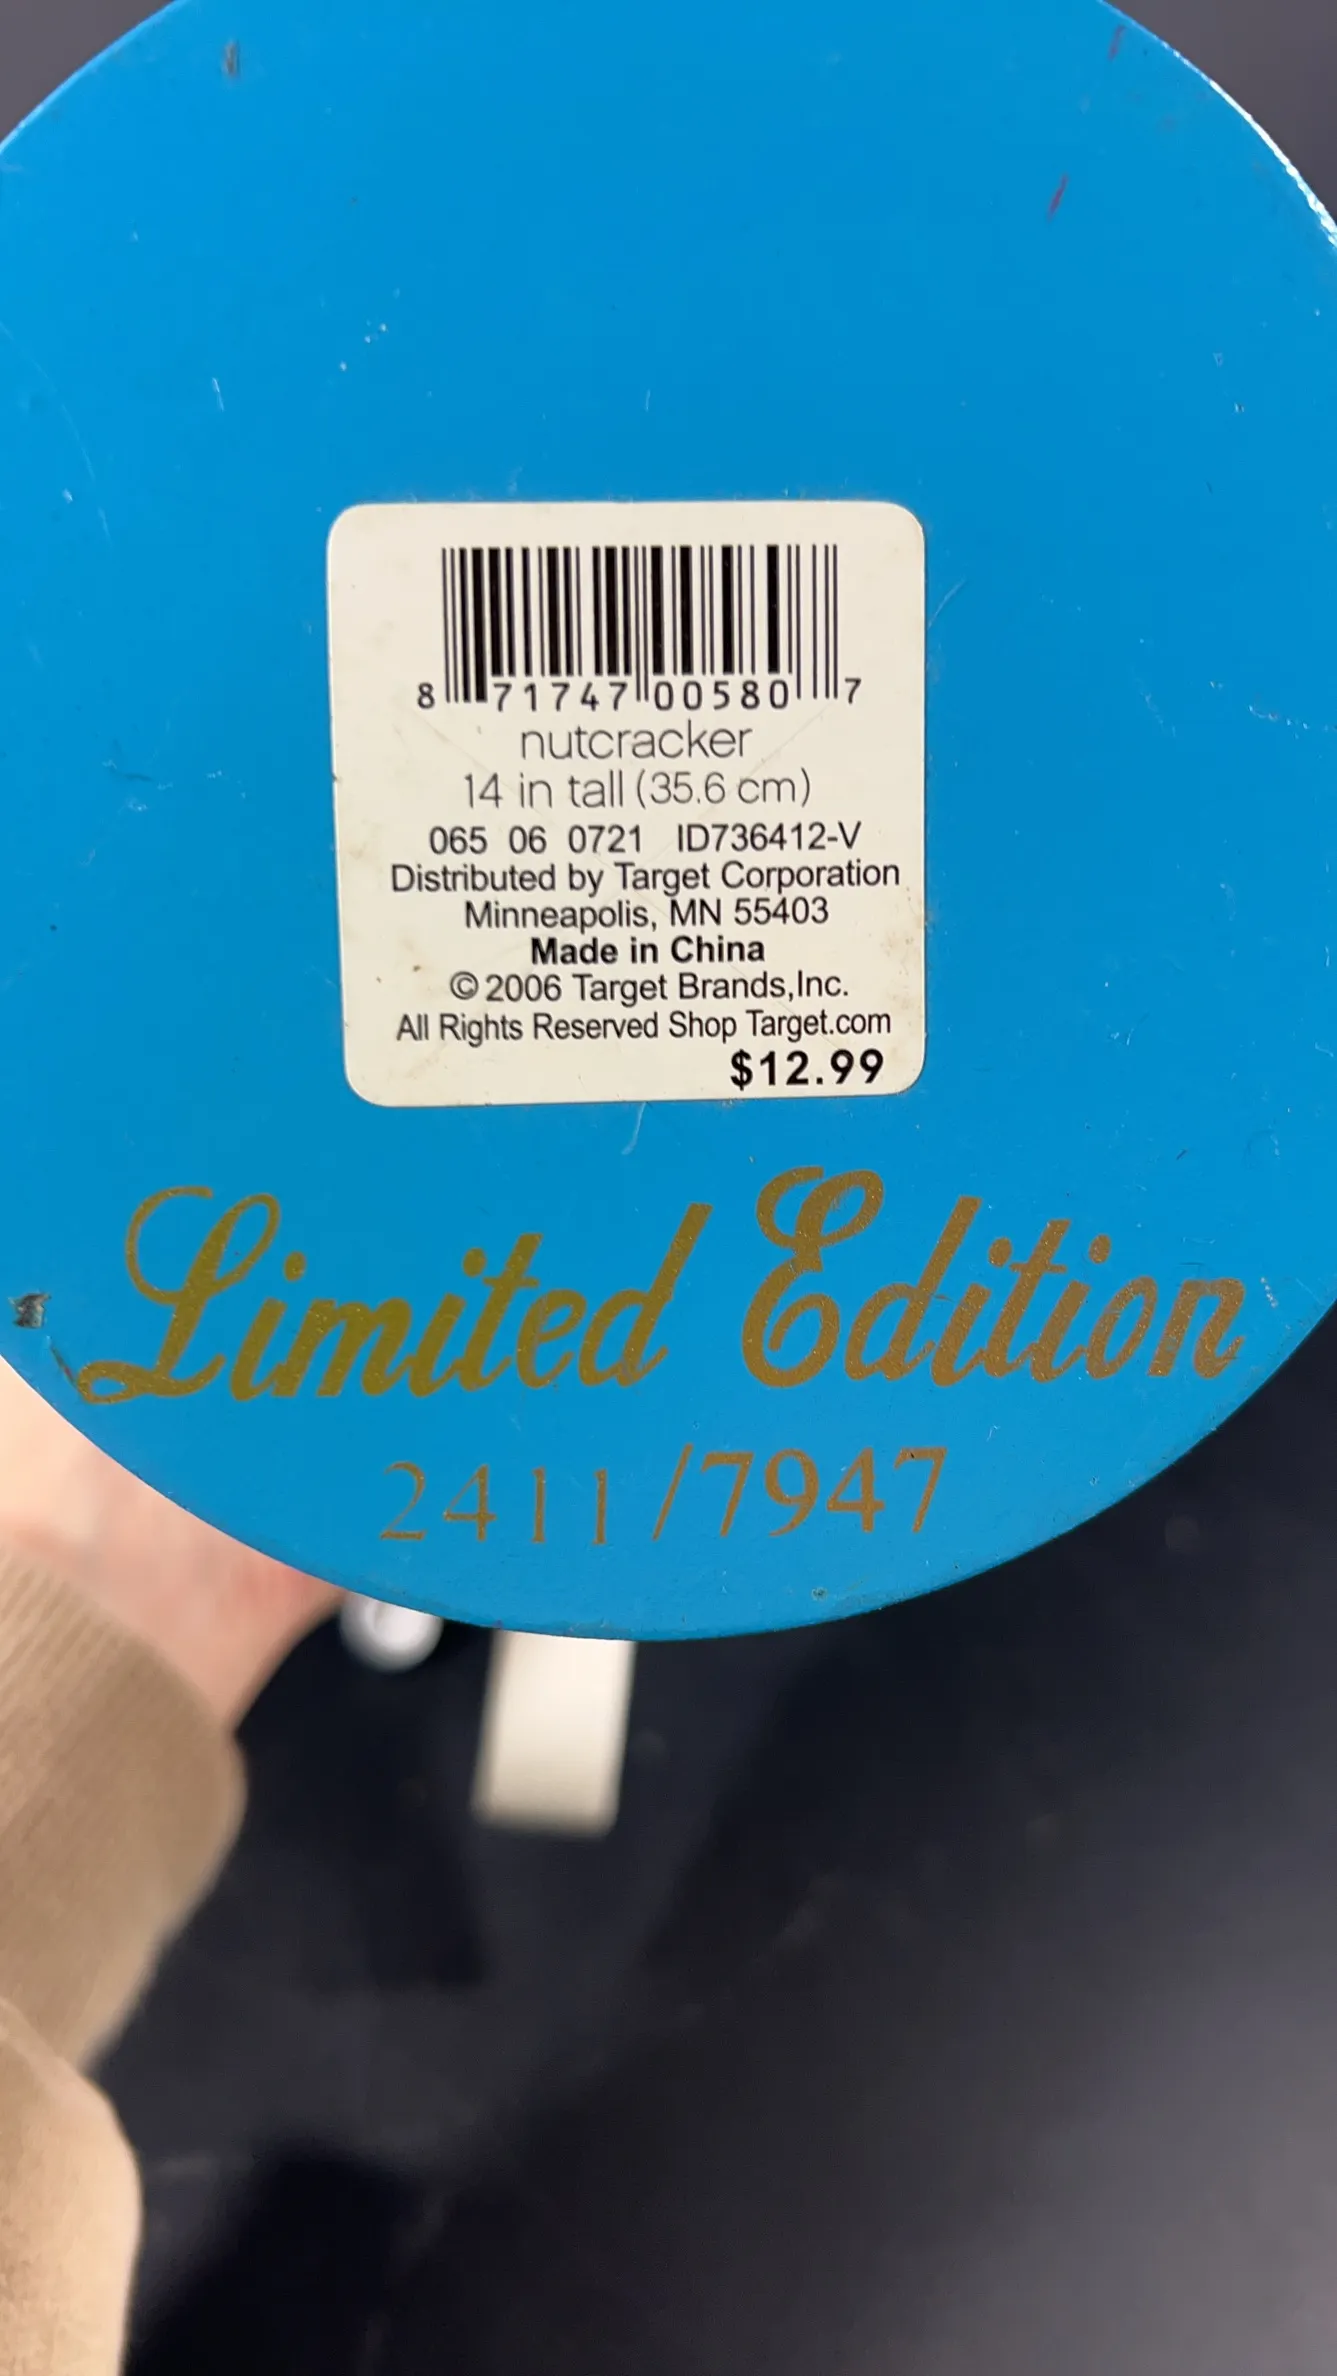 8 71747 00580 7
nutcracker
14 in tall (35.6 cm)
065 06 0721 ID736412-V
Distributed by Target Corporation
Minneapolis, MN 55403
Made in China
© 2006 Target Brands,Inc.
All Rights Reserved Shop Target.com
$12.99
Limited Edition
2411/7947